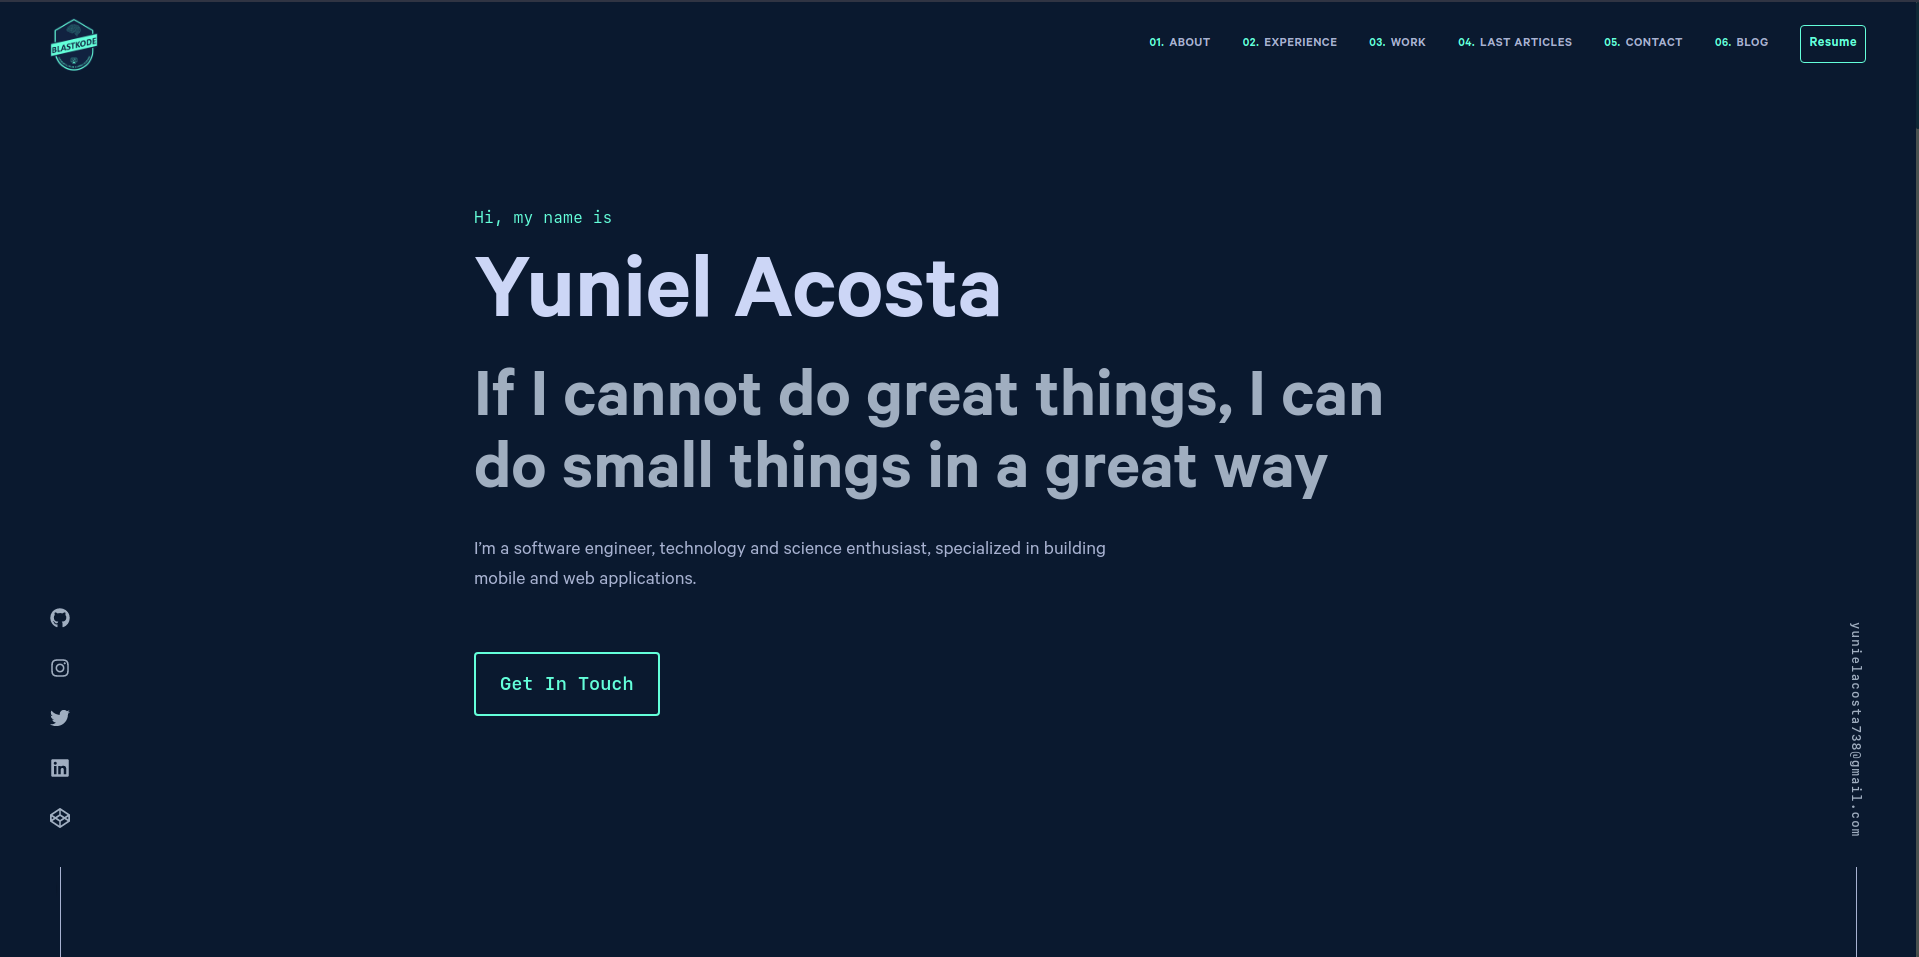 BLASTKODE
01. ABOUT
02. EXPERIENCE
03. WORK
04. LAST ARTICLES
05. CONTACT
06. BLOG
Resume
Hi, my name is
Yuniel Acosta
If I cannot do great things, I can
do small things in a great way
I’m a software engineer, technology and science enthusiast, specialized in building
mobile and web applications.
Get In Touch
yunielacosta738@gmail.com